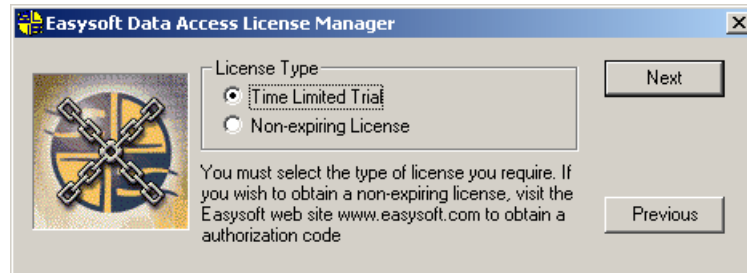 Easysoft Data Access License Manager
License Type
Time Limited Trial
Non-expiring License
Next
You must select the type of license you require. If
you wish to obtain a non-expiring license, visit the
Easysoft web site www.easysoft.com to obtain a
authorization code
Previous